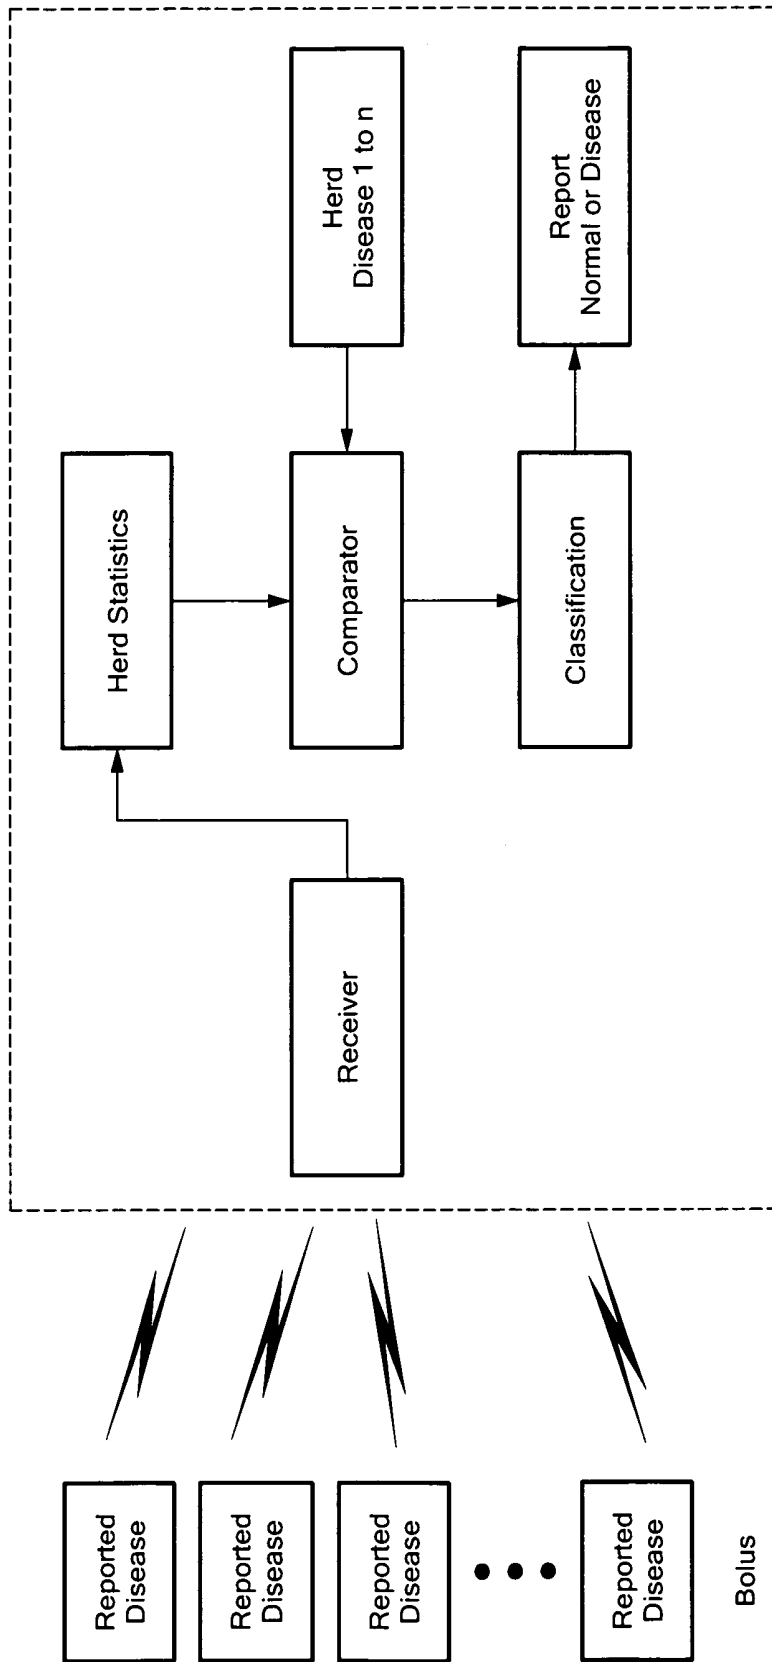 Reported
Disease
Reported
Disease
Reported
Disease
Reported
Disease
Bolus
Receiver
Herd Statistics
Comparator
Classification
Herd
Disease 1 to n
Report
Normal or Disease